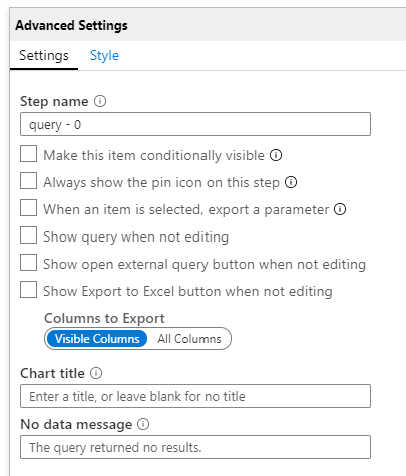 Advanced Settings
Settings Style
Step name
query - 0
Make this item conditionally visible
Always show the pin icon on this step
When an item is selected, export a parameter
Show query when not editing
Show open external query button when not editing
Show Export to Excel button when not editing
Columns to Export
Visible Columns All Columns
Chart title
Enter a title, or leave blank for no title
No data message
The query returned no results.